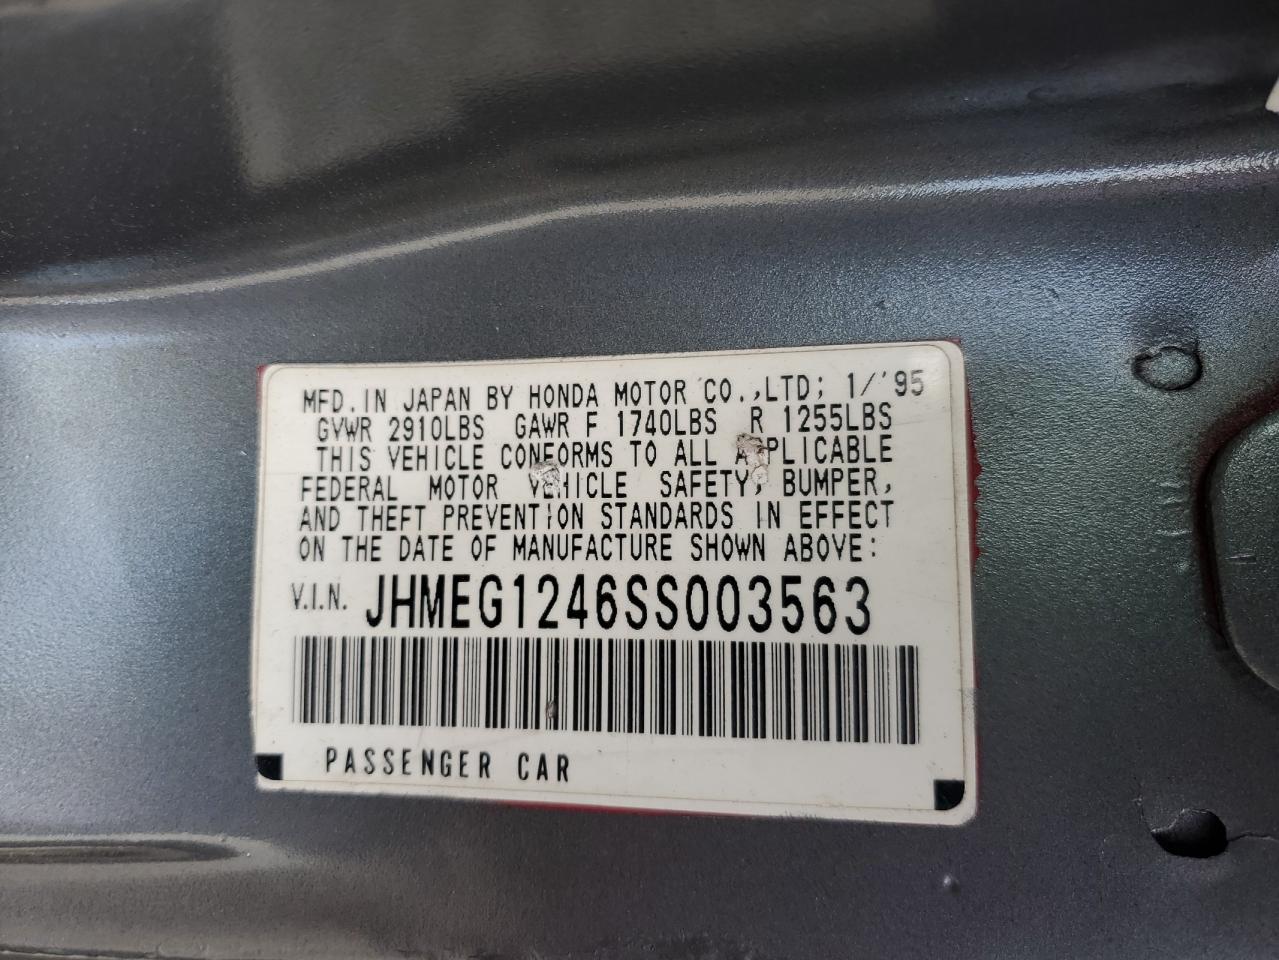 MFD. IN JAPAN BY HONDA MOTOR CO.,LTD; 1/'95
GVWR 2910LBS GAWR F 1740LBS R 1255LBS
THIS VEHICLE CONFORMS TO ALL APPLICABLE
FEDERAL MOTOR VEHICLE SAFETY, BUMPER,
AND THEFT PREVENTION STANDARDS IN EFFECT
ON THE DATE OF MANUFACTURE SHOWN ABOVE:
V.I.N. JHMEG1246SS003563
PASSENGER CAR